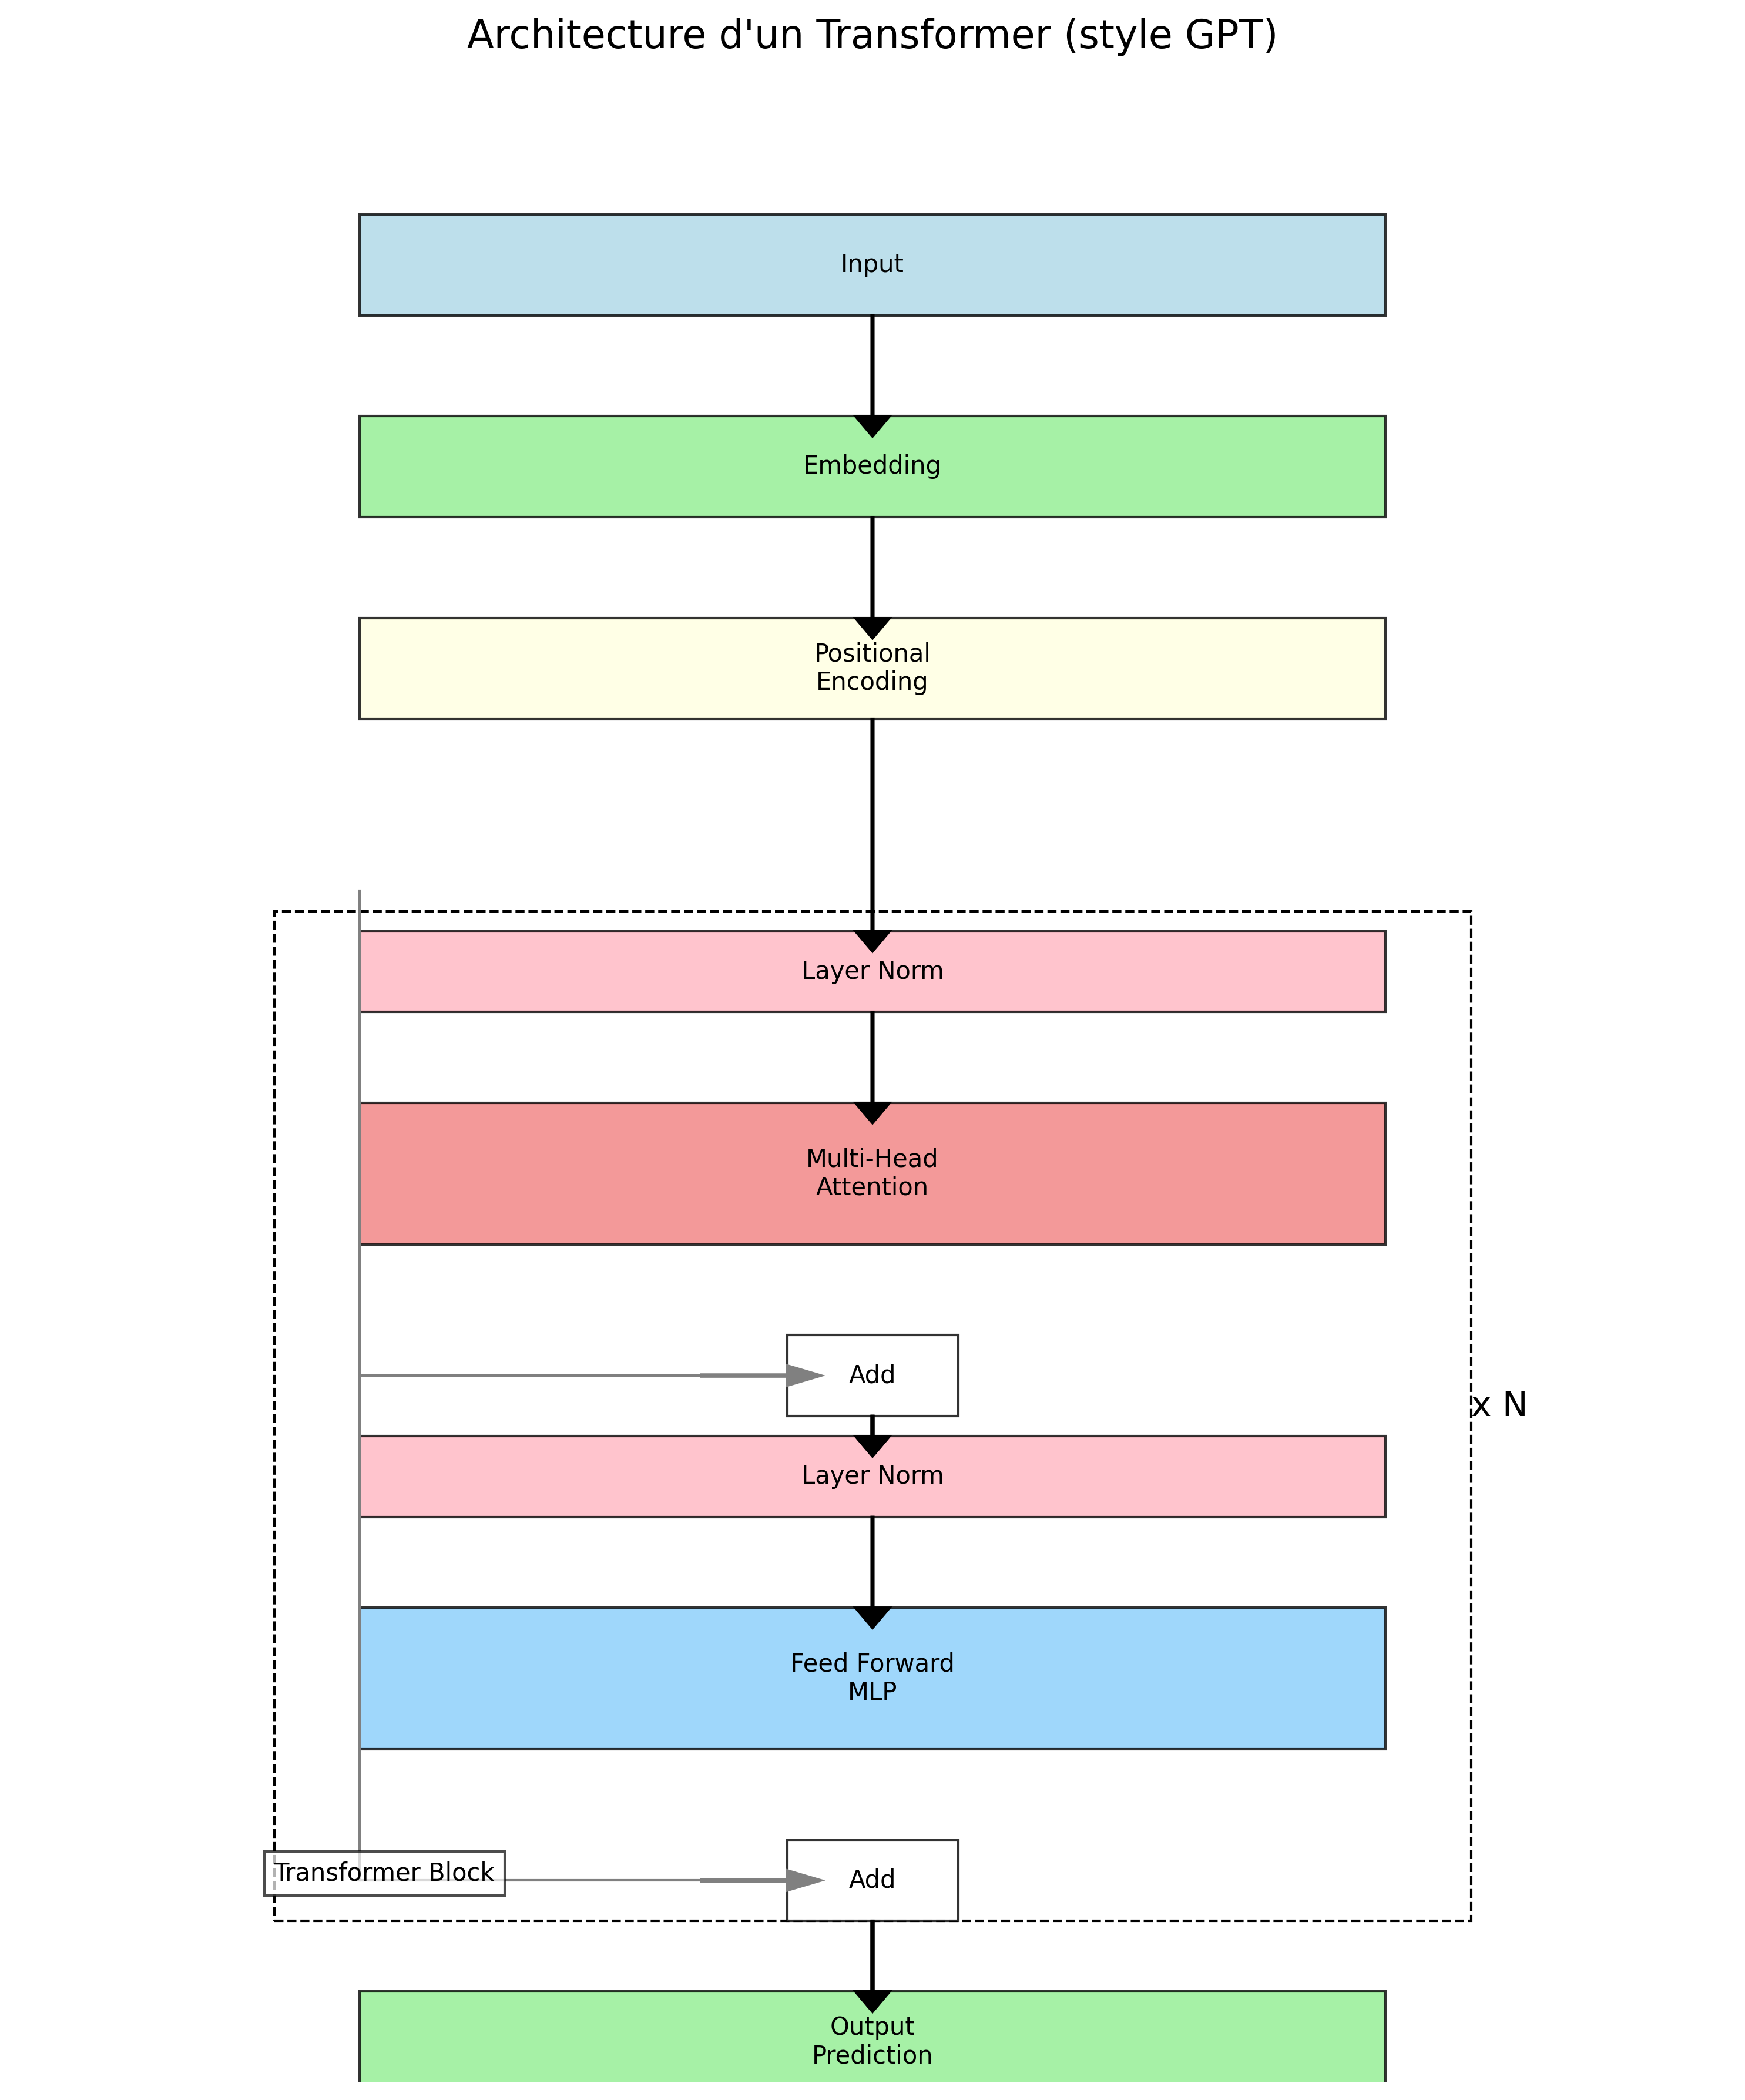 Architecture d'un Transformer (style GPT)
Input
Embedding
Positional
Encoding
Layer Norm
Multi-Head
Attention
Add
x N
Layer Norm
Feed Forward
MLP
Transformer Block
Add
Output
Prediction